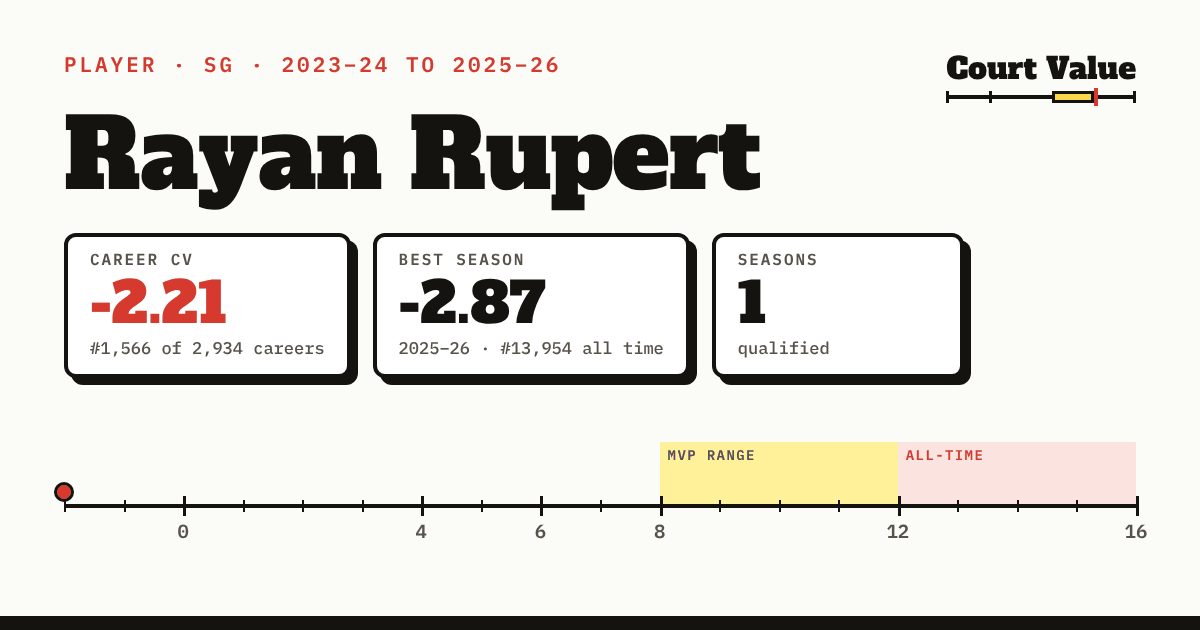 PLAYER · SG · 2023–24 TO 2025–26
Court Value
Rayan Rupert
CAREER CV
-2.21
#1,566 of 2,934 careers
BEST SEASON
-2.87
2025–26 · #13,954 all time
SEASONS
1
qualified
MVP RANGE
ALL-TIME
0 4 6 8 12 16